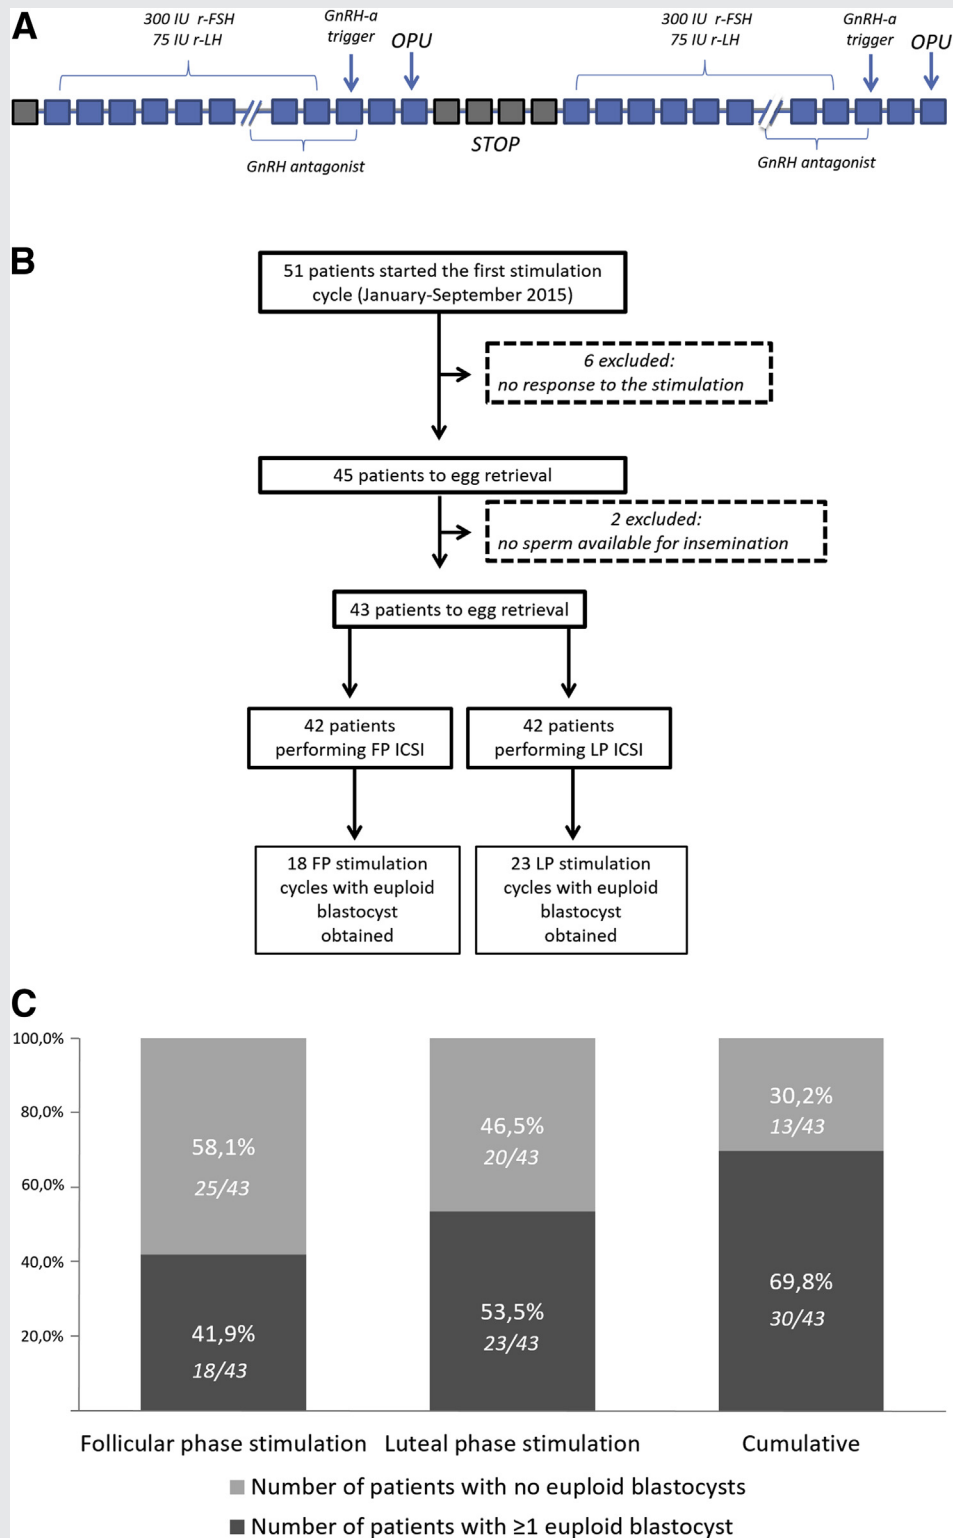 A
300 IU r-FSH
75 IU r-LH
GnRH-a
trigger
OPU
300 IU r-FSH
75 IU r-LH
GnRH-a
trigger
OPU
GnRH antagonist
STOP
GnRH antagonist
B
51 patients started the first stimulation
cycle (January-September 2015)
6 excluded:
no response to the stimulation
45 patients to egg retrieval
2 excluded:
no sperm available for insemination
43 patients to egg retrieval
42 patients
performing FP ICSI
42 patients
performing LP ICSI
18 FP stimulation
cycles with euploid
blastocyst
obtained
23 LP stimulation
cycles with euploid
blastocyst
obtained
C
100,0%
80,0%
60,0%
40,0%
20,0%
58,1%
25/43
41,9%
18/43
46,5%
20/43
53,5%
23/43
30,2%
13/43
69,8%
30/43
Follicular phase stimulation
Luteal phase stimulation
Cumulative
Number of patients with no euploid blastocysts
Number of patients with ≥1 euploid blastocyst